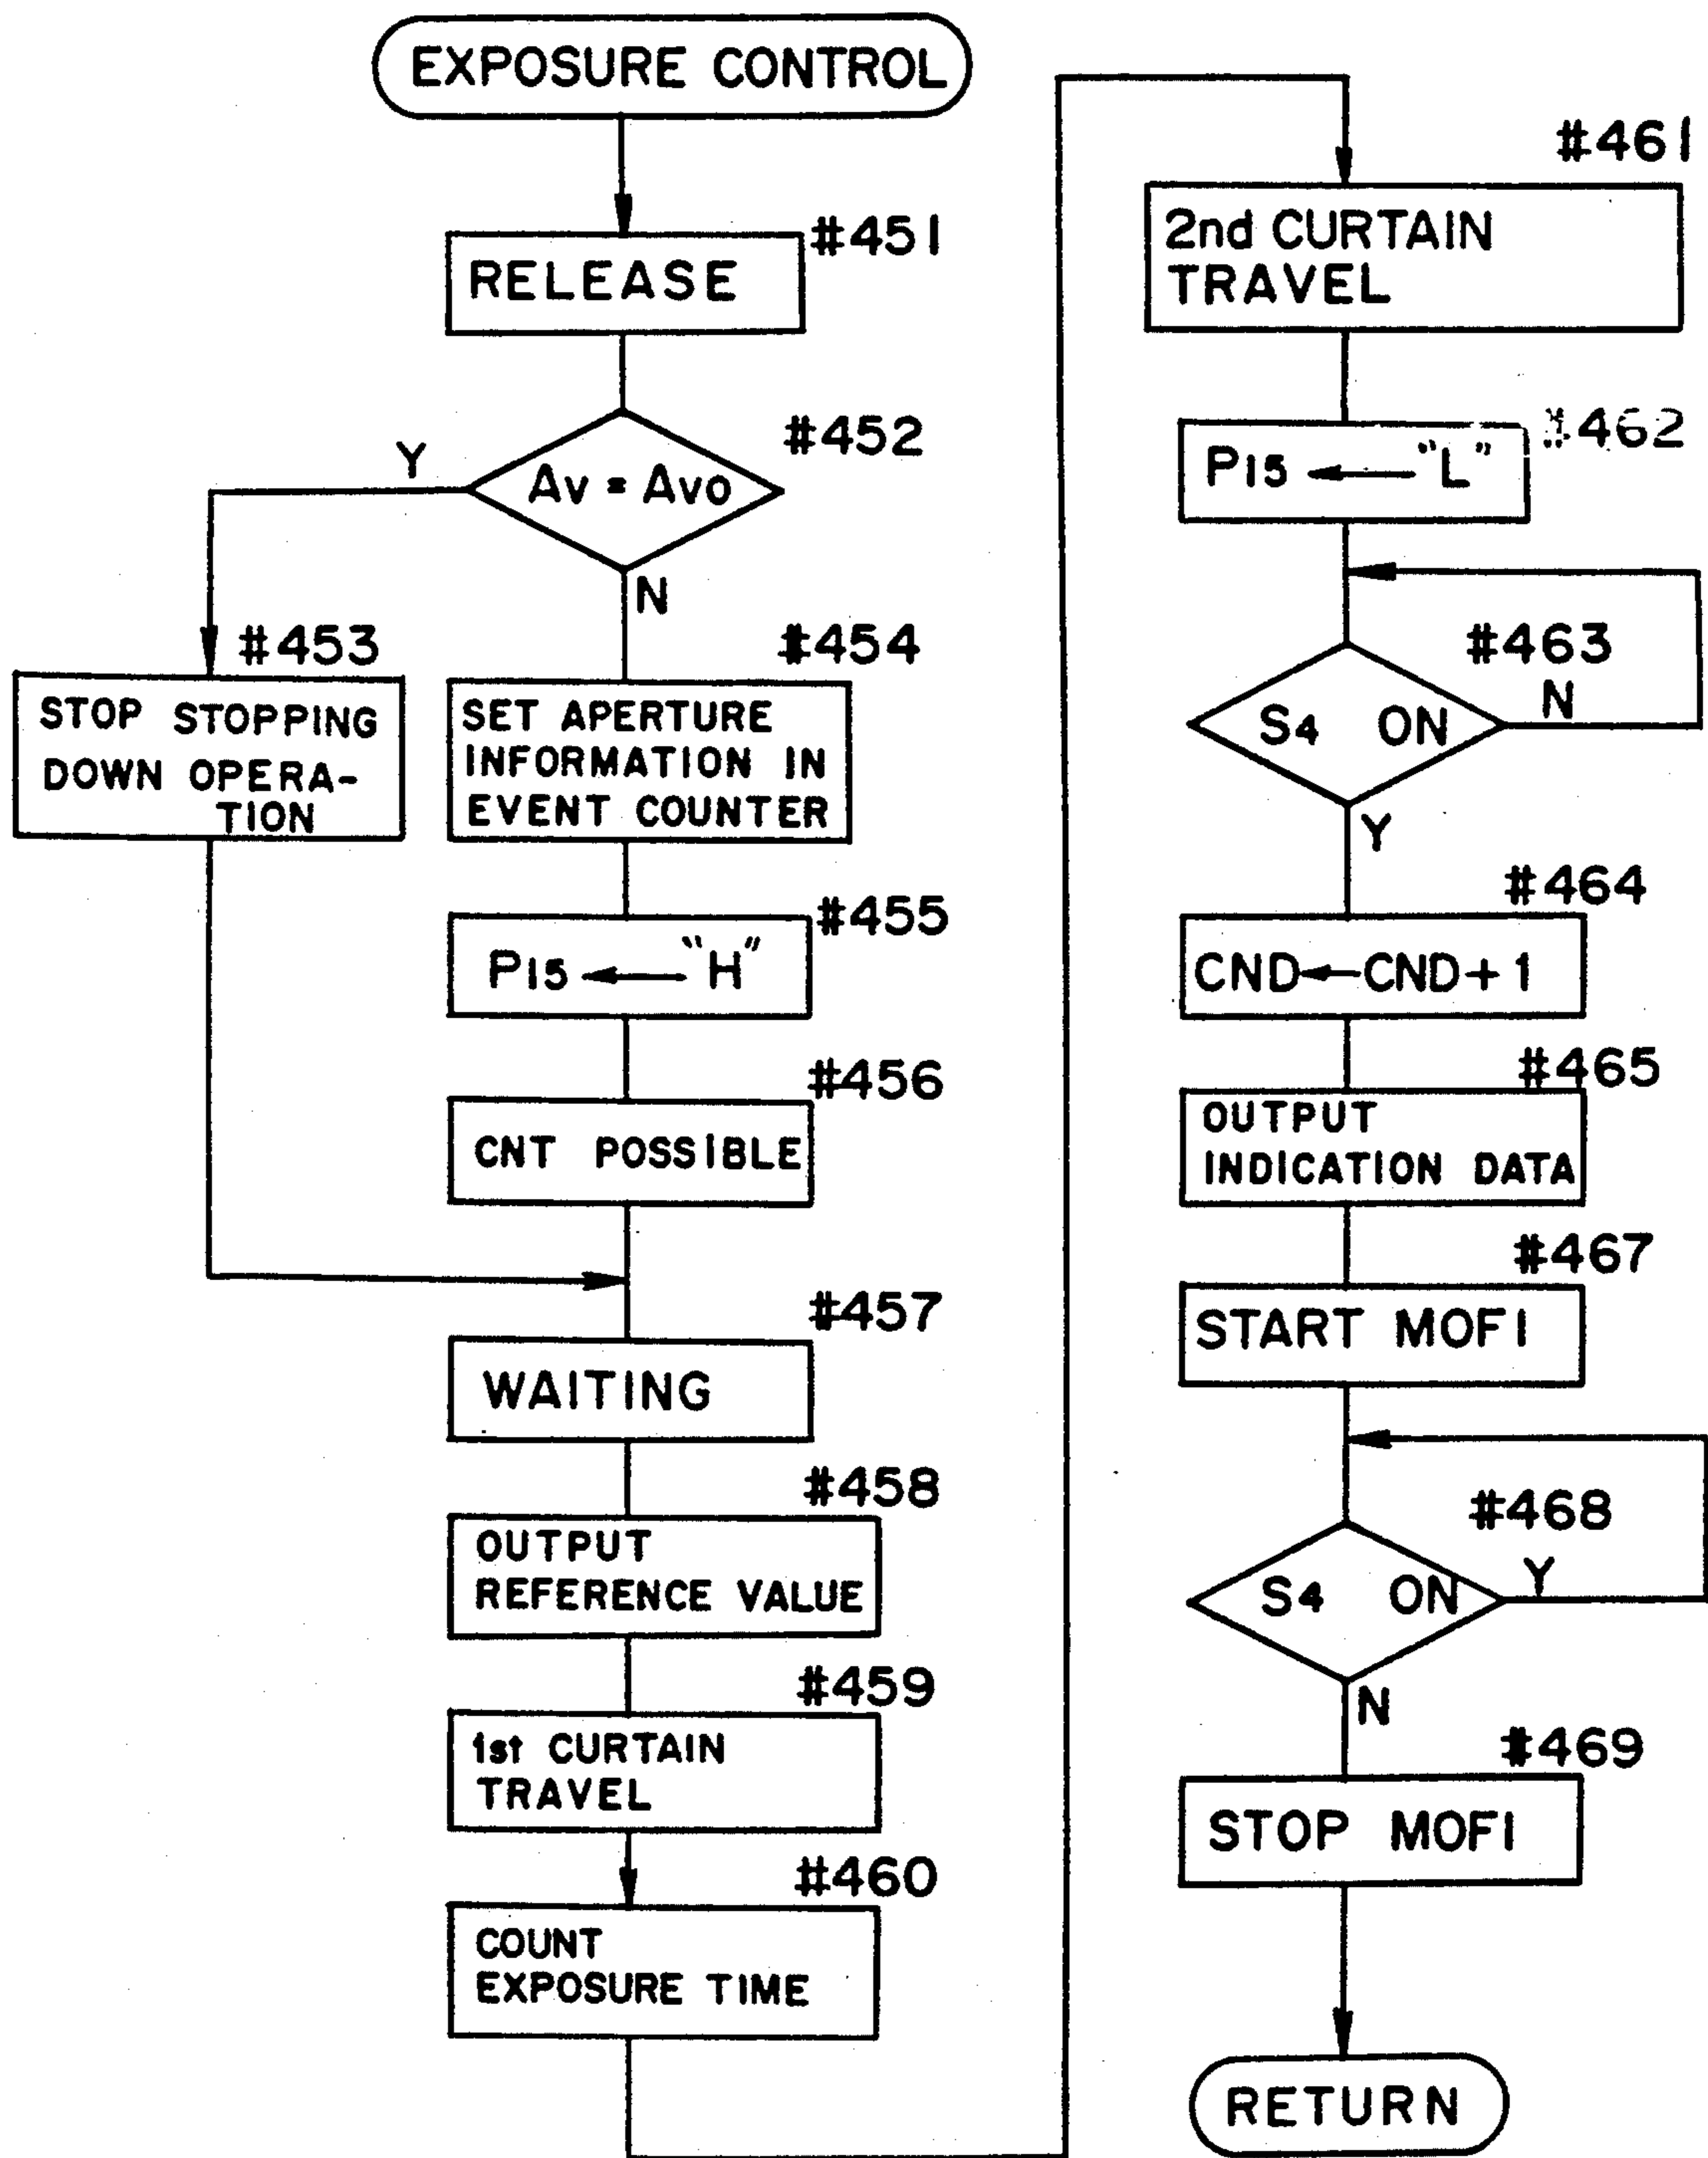 EXPOSURE CONTROL
#451
RELEASE
#452
Y
Av = Avo
N
#453
STOP STOPPING
DOWN OPERA-
TION
#454
SET APERTURE
INFORMATION IN
EVENT COUNTER
#455
P15 ← "H"
#456
CNT POSSIBLE
#457
WAITING
#458
OUTPUT
REFERENCE VALUE
#459
1st CURTAIN
TRAVEL
#460
COUNT
EXPOSURE TIME
#461
2nd CURTAIN
TRAVEL
#462
P15 ← "L"
#463
S4 ON
N
Y
#464
CND ← CND + 1
#465
OUTPUT
INDICATION DATA
#467
START MOFI
#468
S4 ON
Y
N
#469
STOP MOFI
RETURN